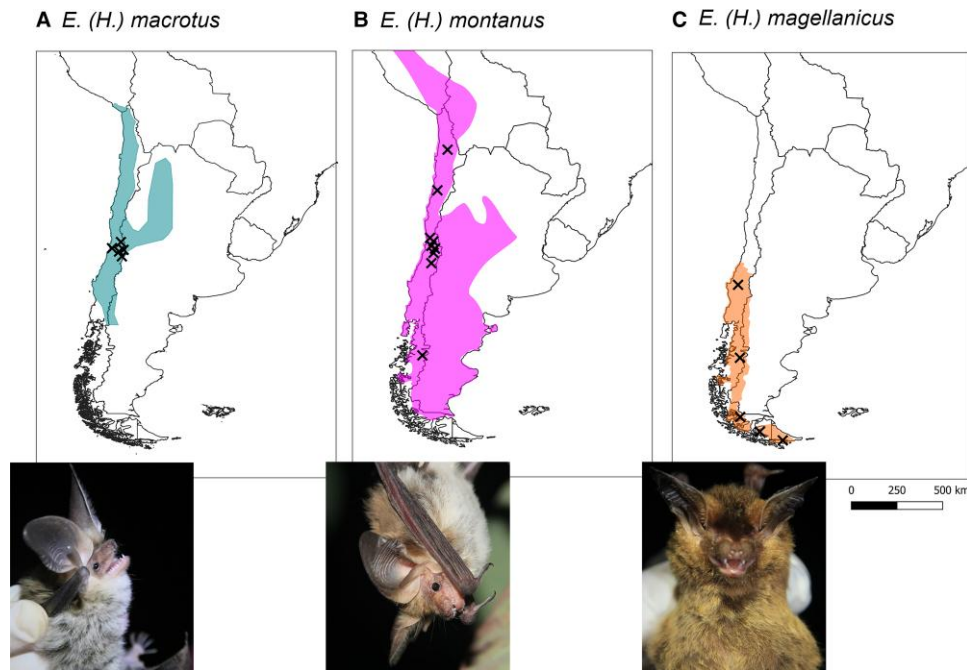 A E. (H.) macrotus
B E. (H.) montanus
C E. (H.) magellanicus
0 250 500 km